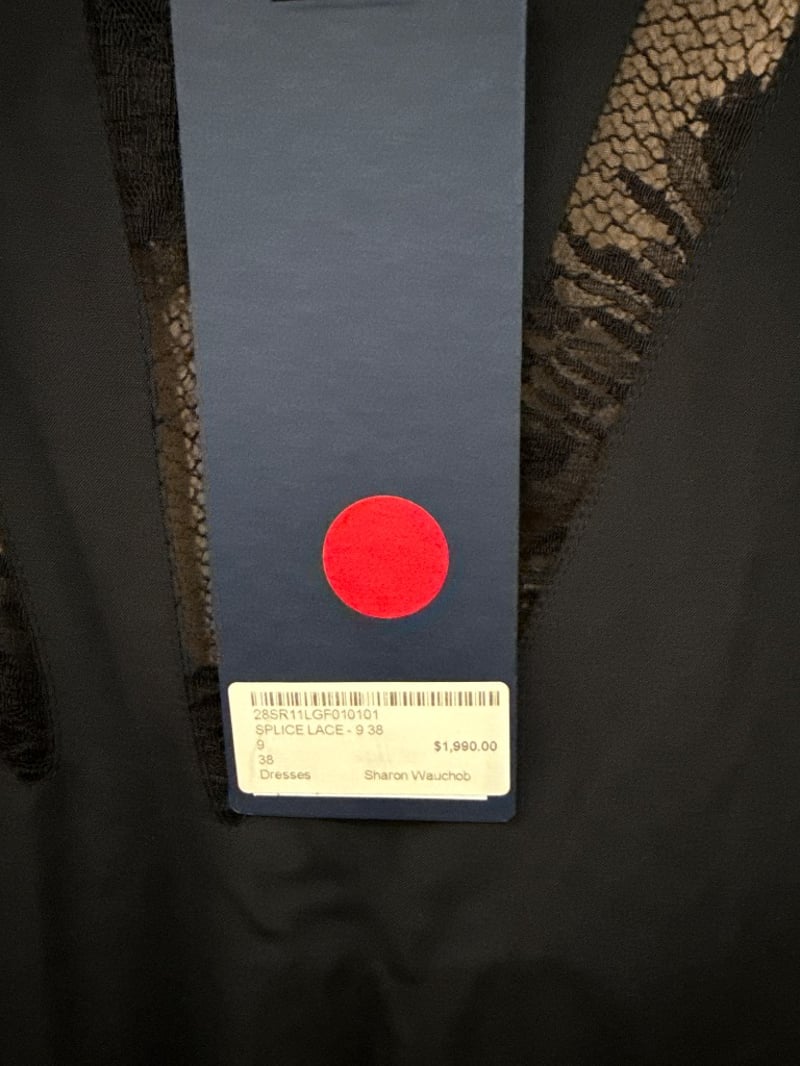 28SR11LGF010101
SPLICE LACE - 9 38
9
$1,990.00
38
Dresses Sharon Wauchob